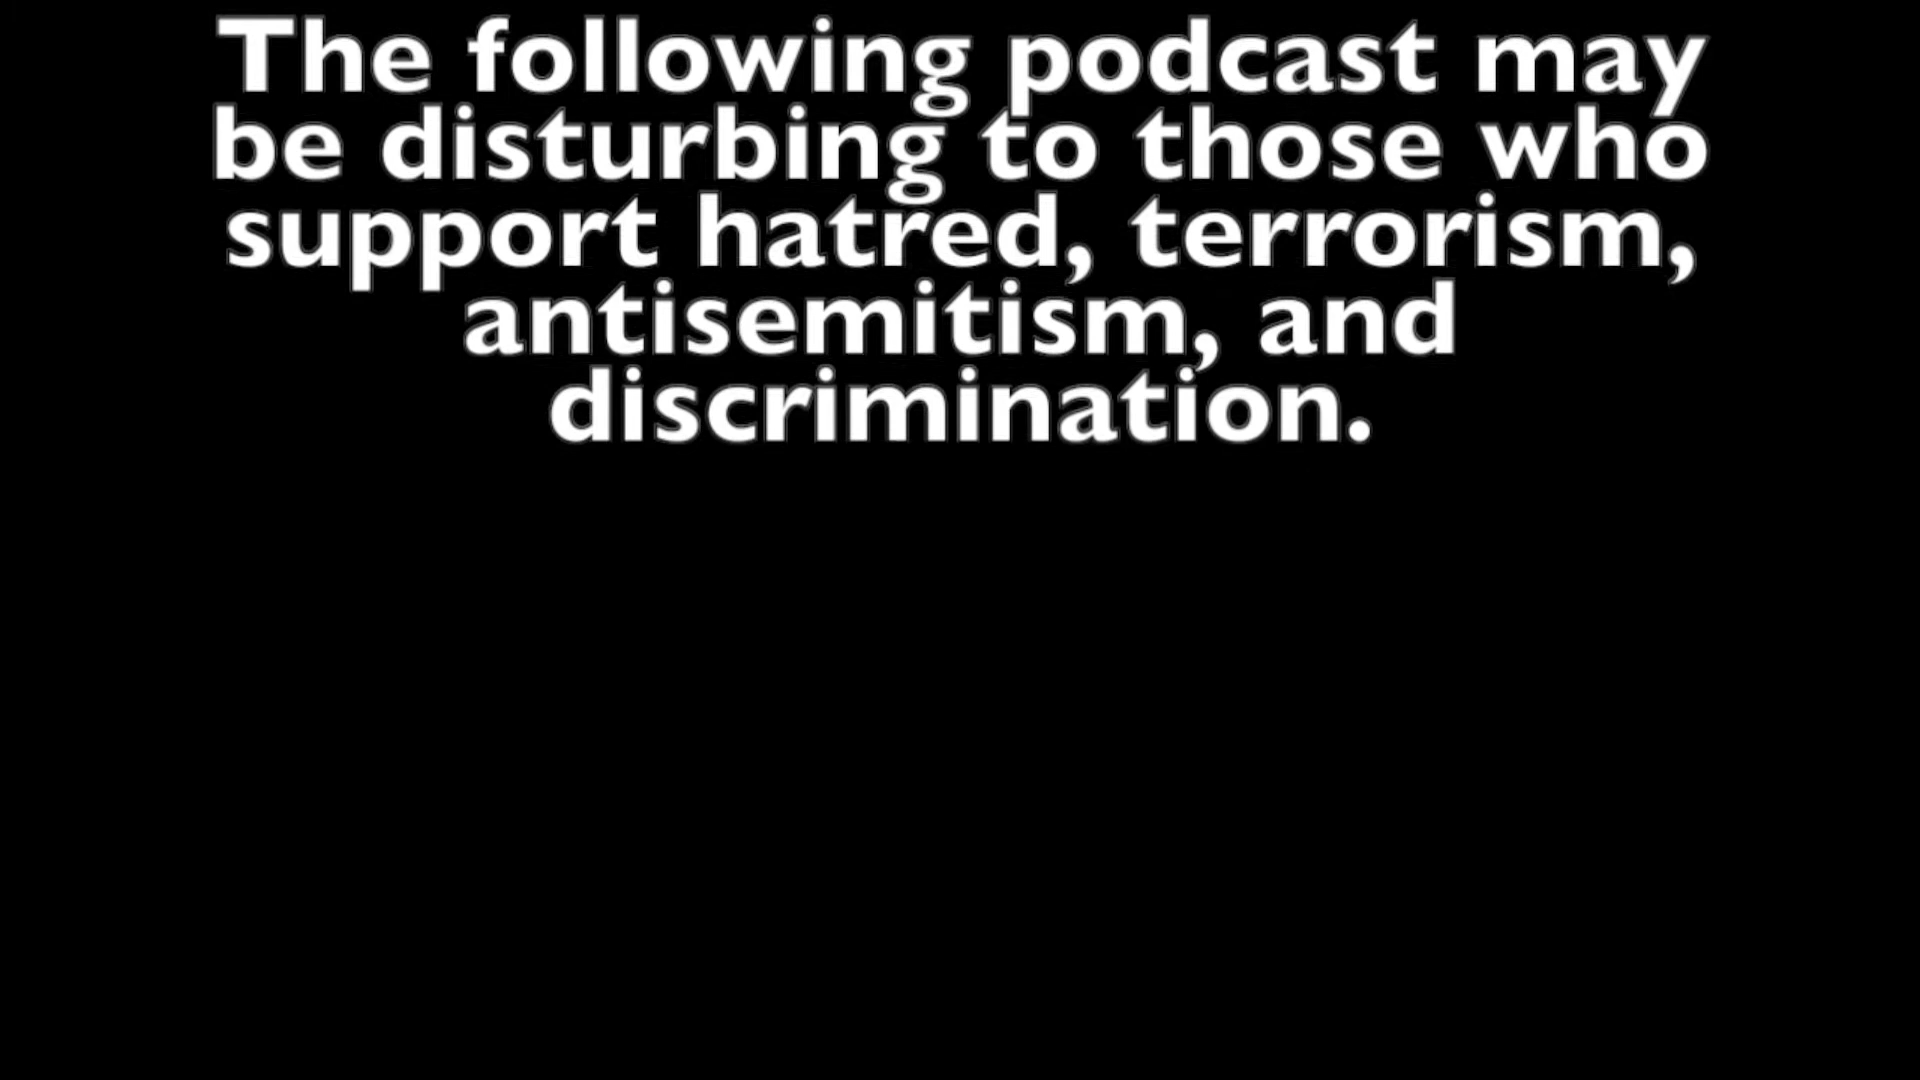 The following podcast may
be disturbing to those who
support hatred, terrorism,
antisemitism, and
discrimination.